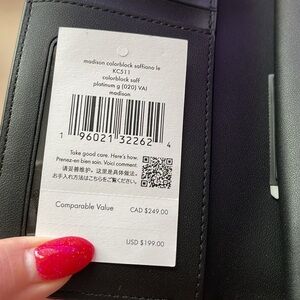 madison colorblock saffiano le
KC511
colorblock saff
platinum g (020) VAI
madison
1 96021 32262 4
Take good care. Here's how.
Prenez-en bien soin. Voici comment.
请妥善维护。这里是具体做法。
お手入れ方法はこちらをご覧ください。
Comparable Value CAD $249.00
USD $199.00